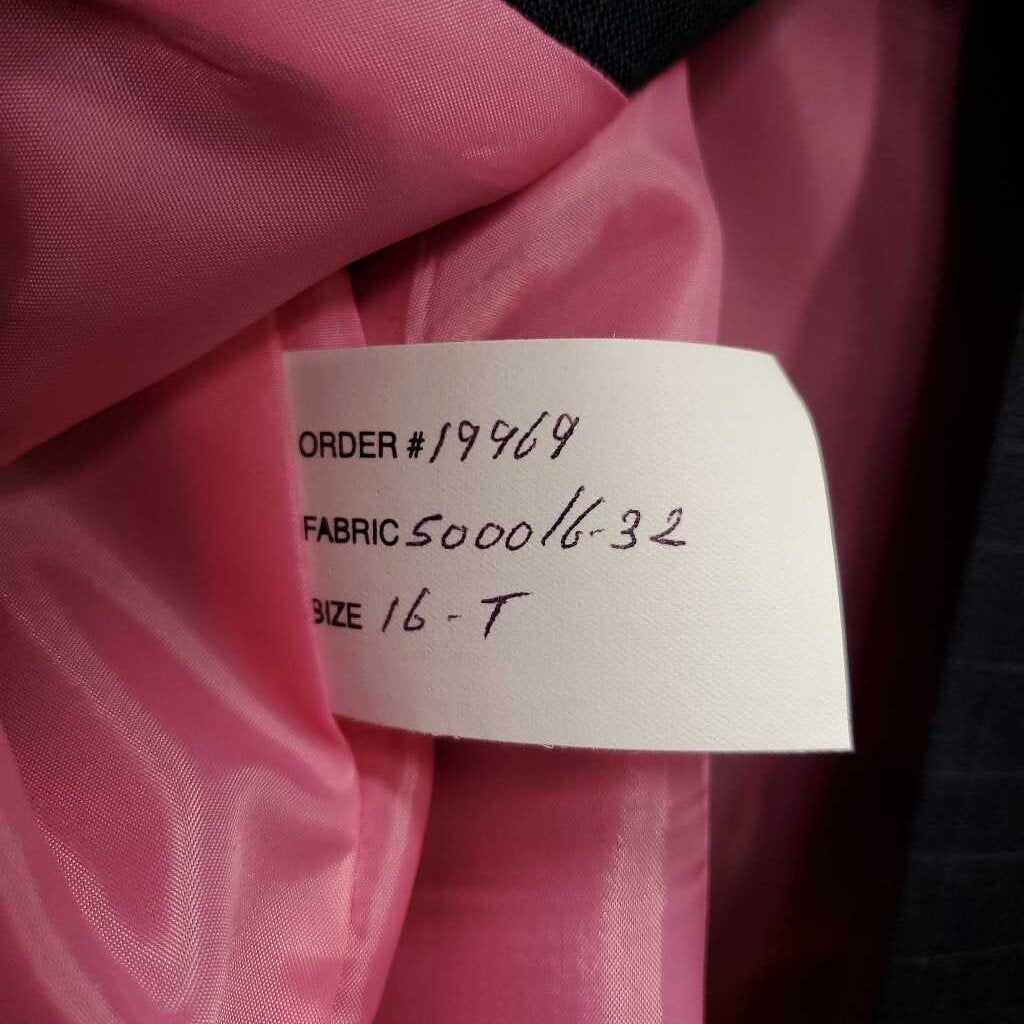 ORDER # 19969
FABRIC 500016-32
SIZE 16-T